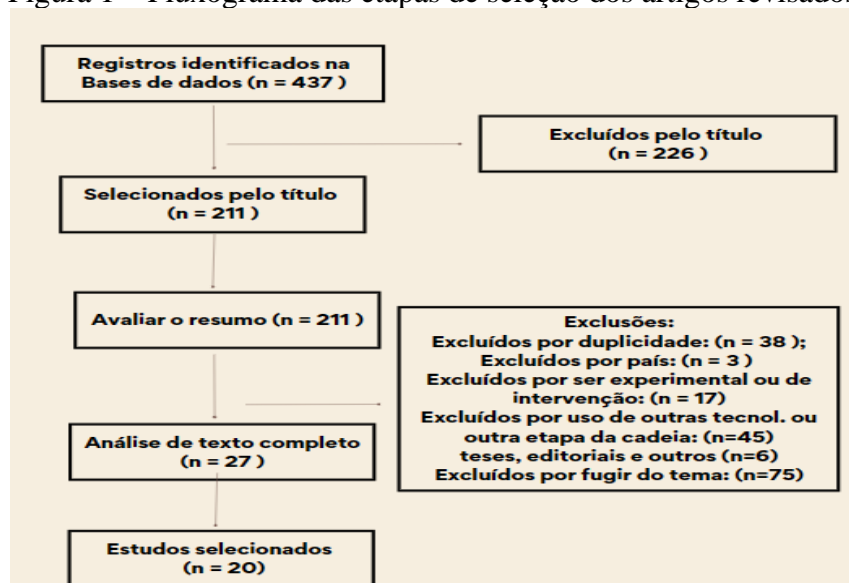 Figura 1 – Fluxograma das etapas de seleção dos artigos revisados
Registros identificados na
Bases de dados (n = 437 )
Excluídos pelo título
(n = 226 )
Selecionados pelo título
(n = 211 )
Avaliar o resumo (n = 211 )
Exclusões:
Excluídos por duplicidade: (n = 38 );
Excluídos por país: (n = 3 )
Excluídos por ser experimental ou de
intervenção: (n = 17)
Excluídos por uso de outras tecnol. ou
outra etapa da cadeia: (n=45)
teses, editoriais e outros (n=6)
Excluídos por fugir do tema: (n=75)
Análise de texto completo
(n = 27 )
Estudos selecionados
(n = 20)